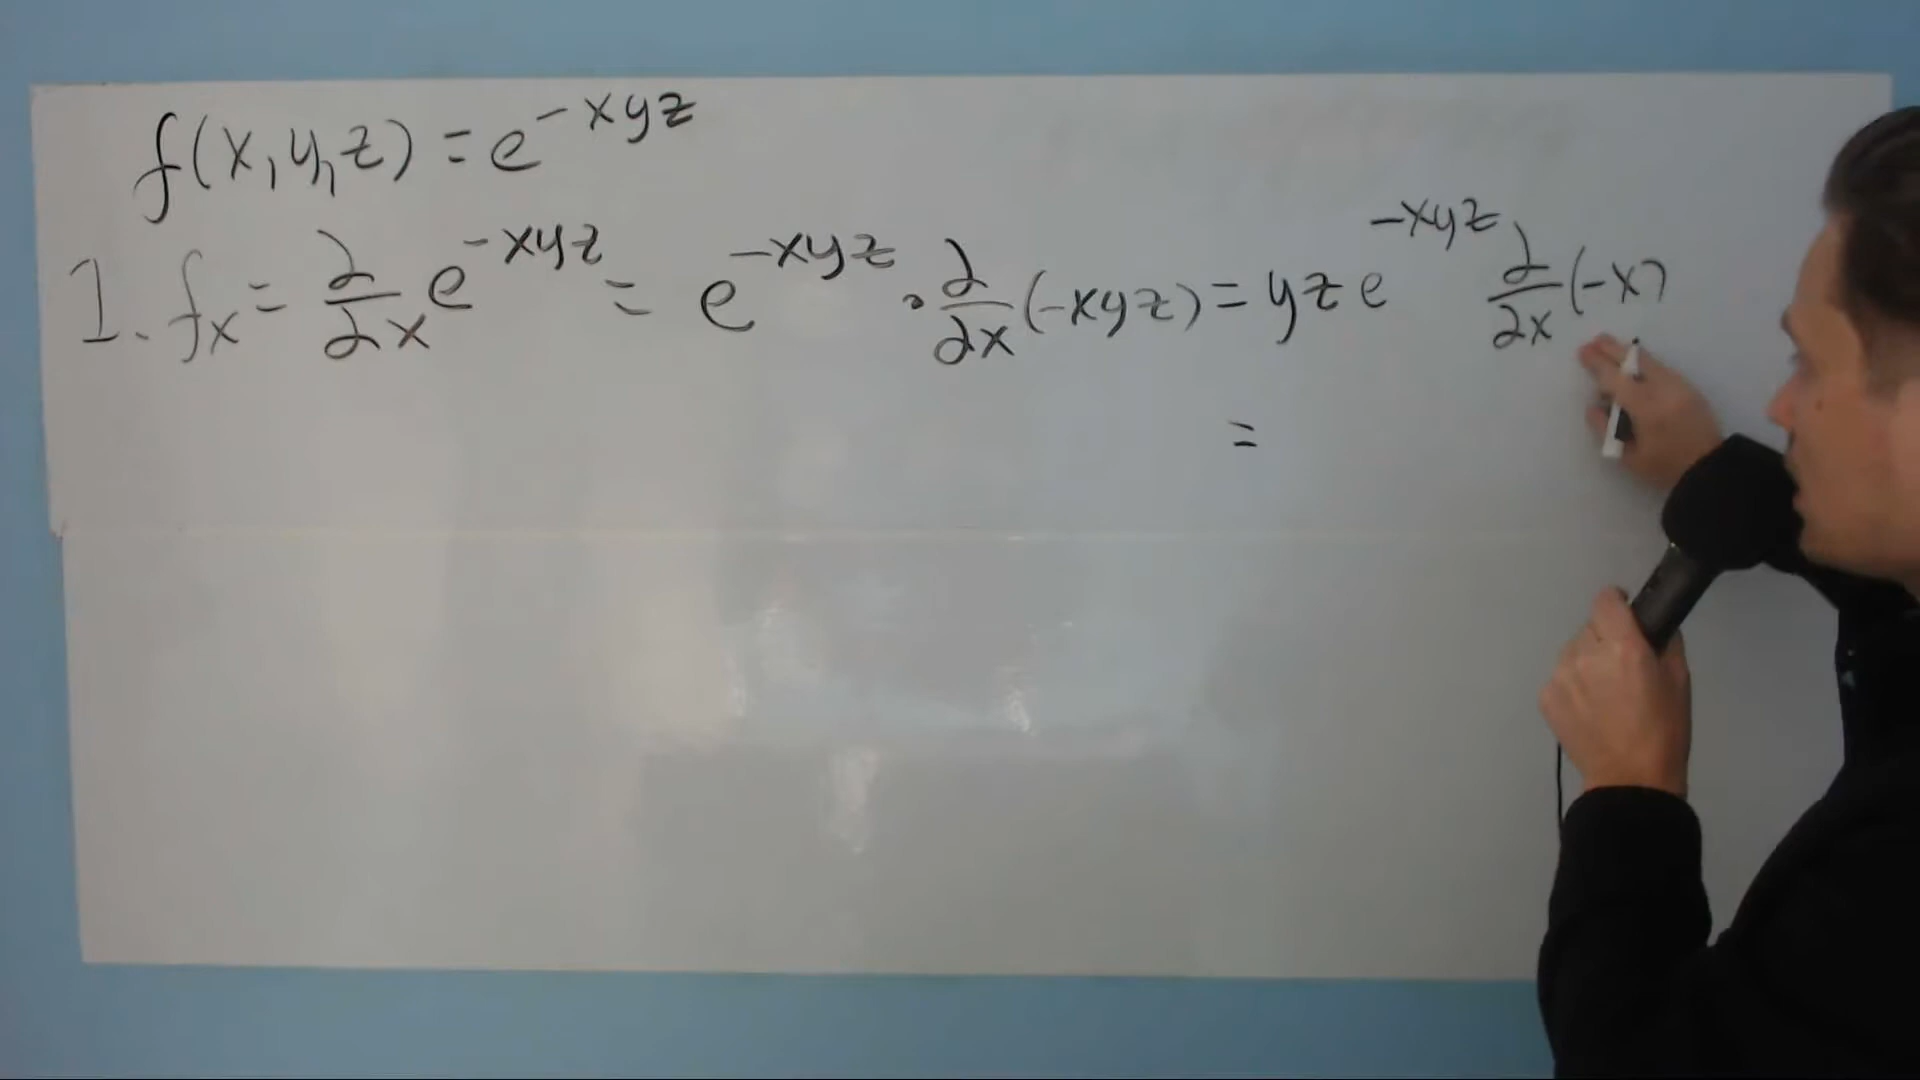 f(x,y,z) = e^{-xyz}
1. f_x = ∂/∂x e^{-xyz} = e^{-xyz} · ∂/∂x (-xyz) = yz e^{-xyz} ∂/∂x (-x)
=